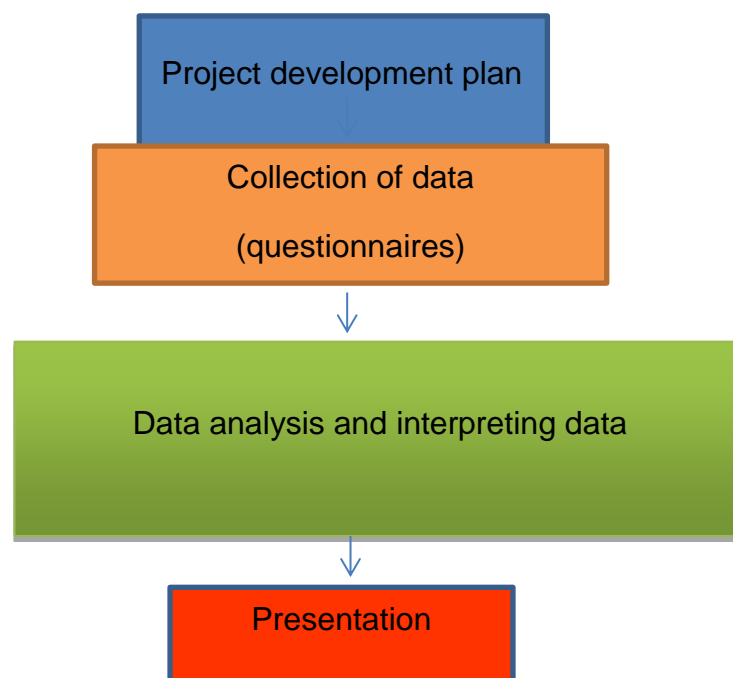 Project development plan
Collection of data
(questionnaires)
Data analysis and interpreting data
Presentation